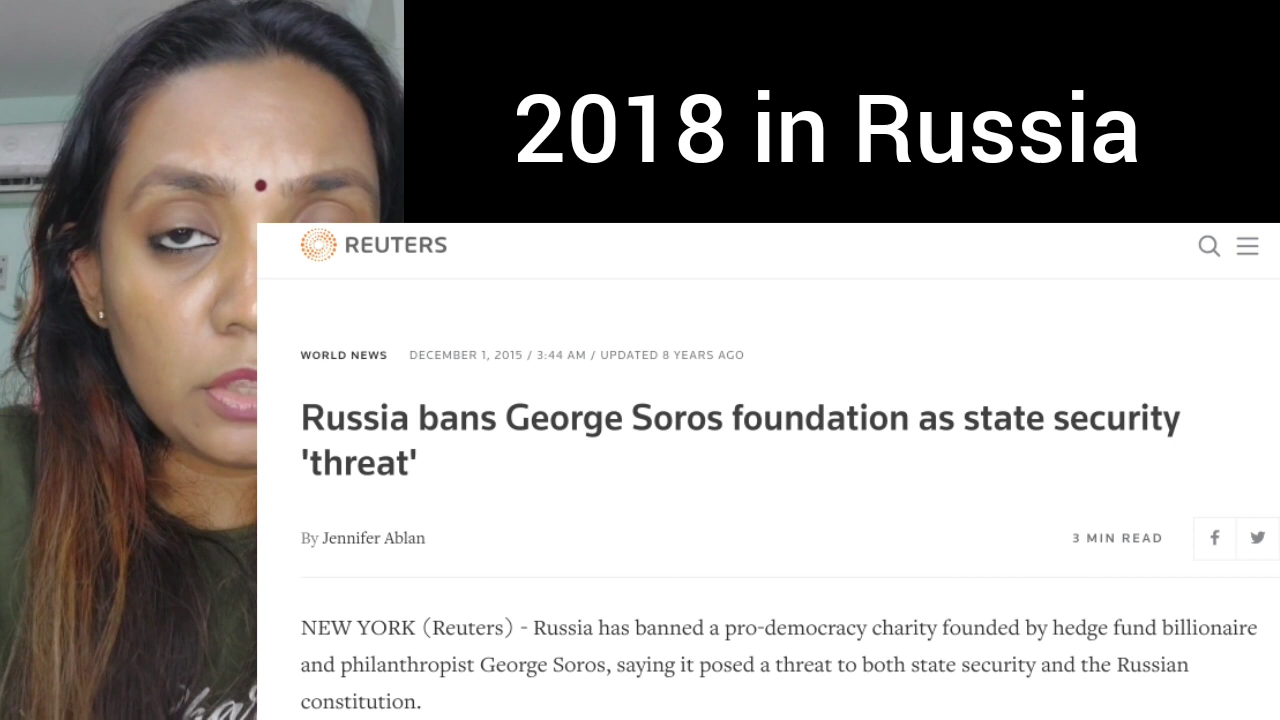 2018 in Russia
REUTERS
WORLD NEWS DECEMBER 1, 2015 / 3:44 AM / UPDATED 8 YEARS AGO
Russia bans George Soros foundation as state security
'threat'
By Jennifer Ablan
3 MIN READ
NEW YORK (Reuters) - Russia has banned a pro-democracy charity founded by hedge fund billionaire
and philanthropist George Soros, saying it posed a threat to both state security and the Russian
constitution.